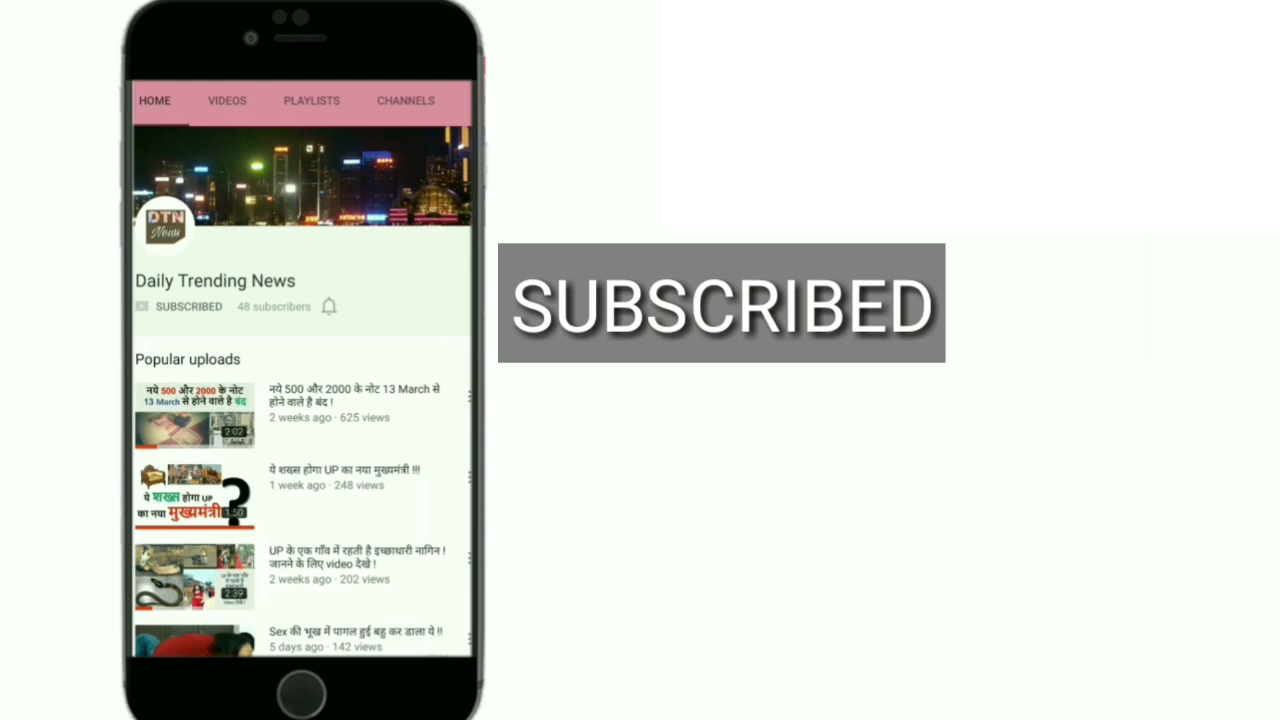 HOME VIDEOS PLAYLISTS CHANNELS
HITACHI
DTN
News
Daily Trending News
SUBSCRIBED 48 subscribers
SUBSCRIBED
Popular uploads
नये 500 और 2000 के नोट
13 March से होने वाले है बंद
2:02
नये 500 और 2000 के नोट 13 March से
होने वाले है बंद !
2 weeks ago · 625 views
ये शख्स होगा UP
का नया मुख्यमंत्री
?
1:50
ये शख्स होगा UP का नया मुख्यमंत्री !!!
1 week ago · 248 views
2:39
UP के एक गाँव में रहती है इच्छाधारी नागिन !
जानने के लिए video देखे !
2 weeks ago · 202 views
Sex की भूख में पागल हुई बहु कर डाला ये !!
5 days ago · 142 views